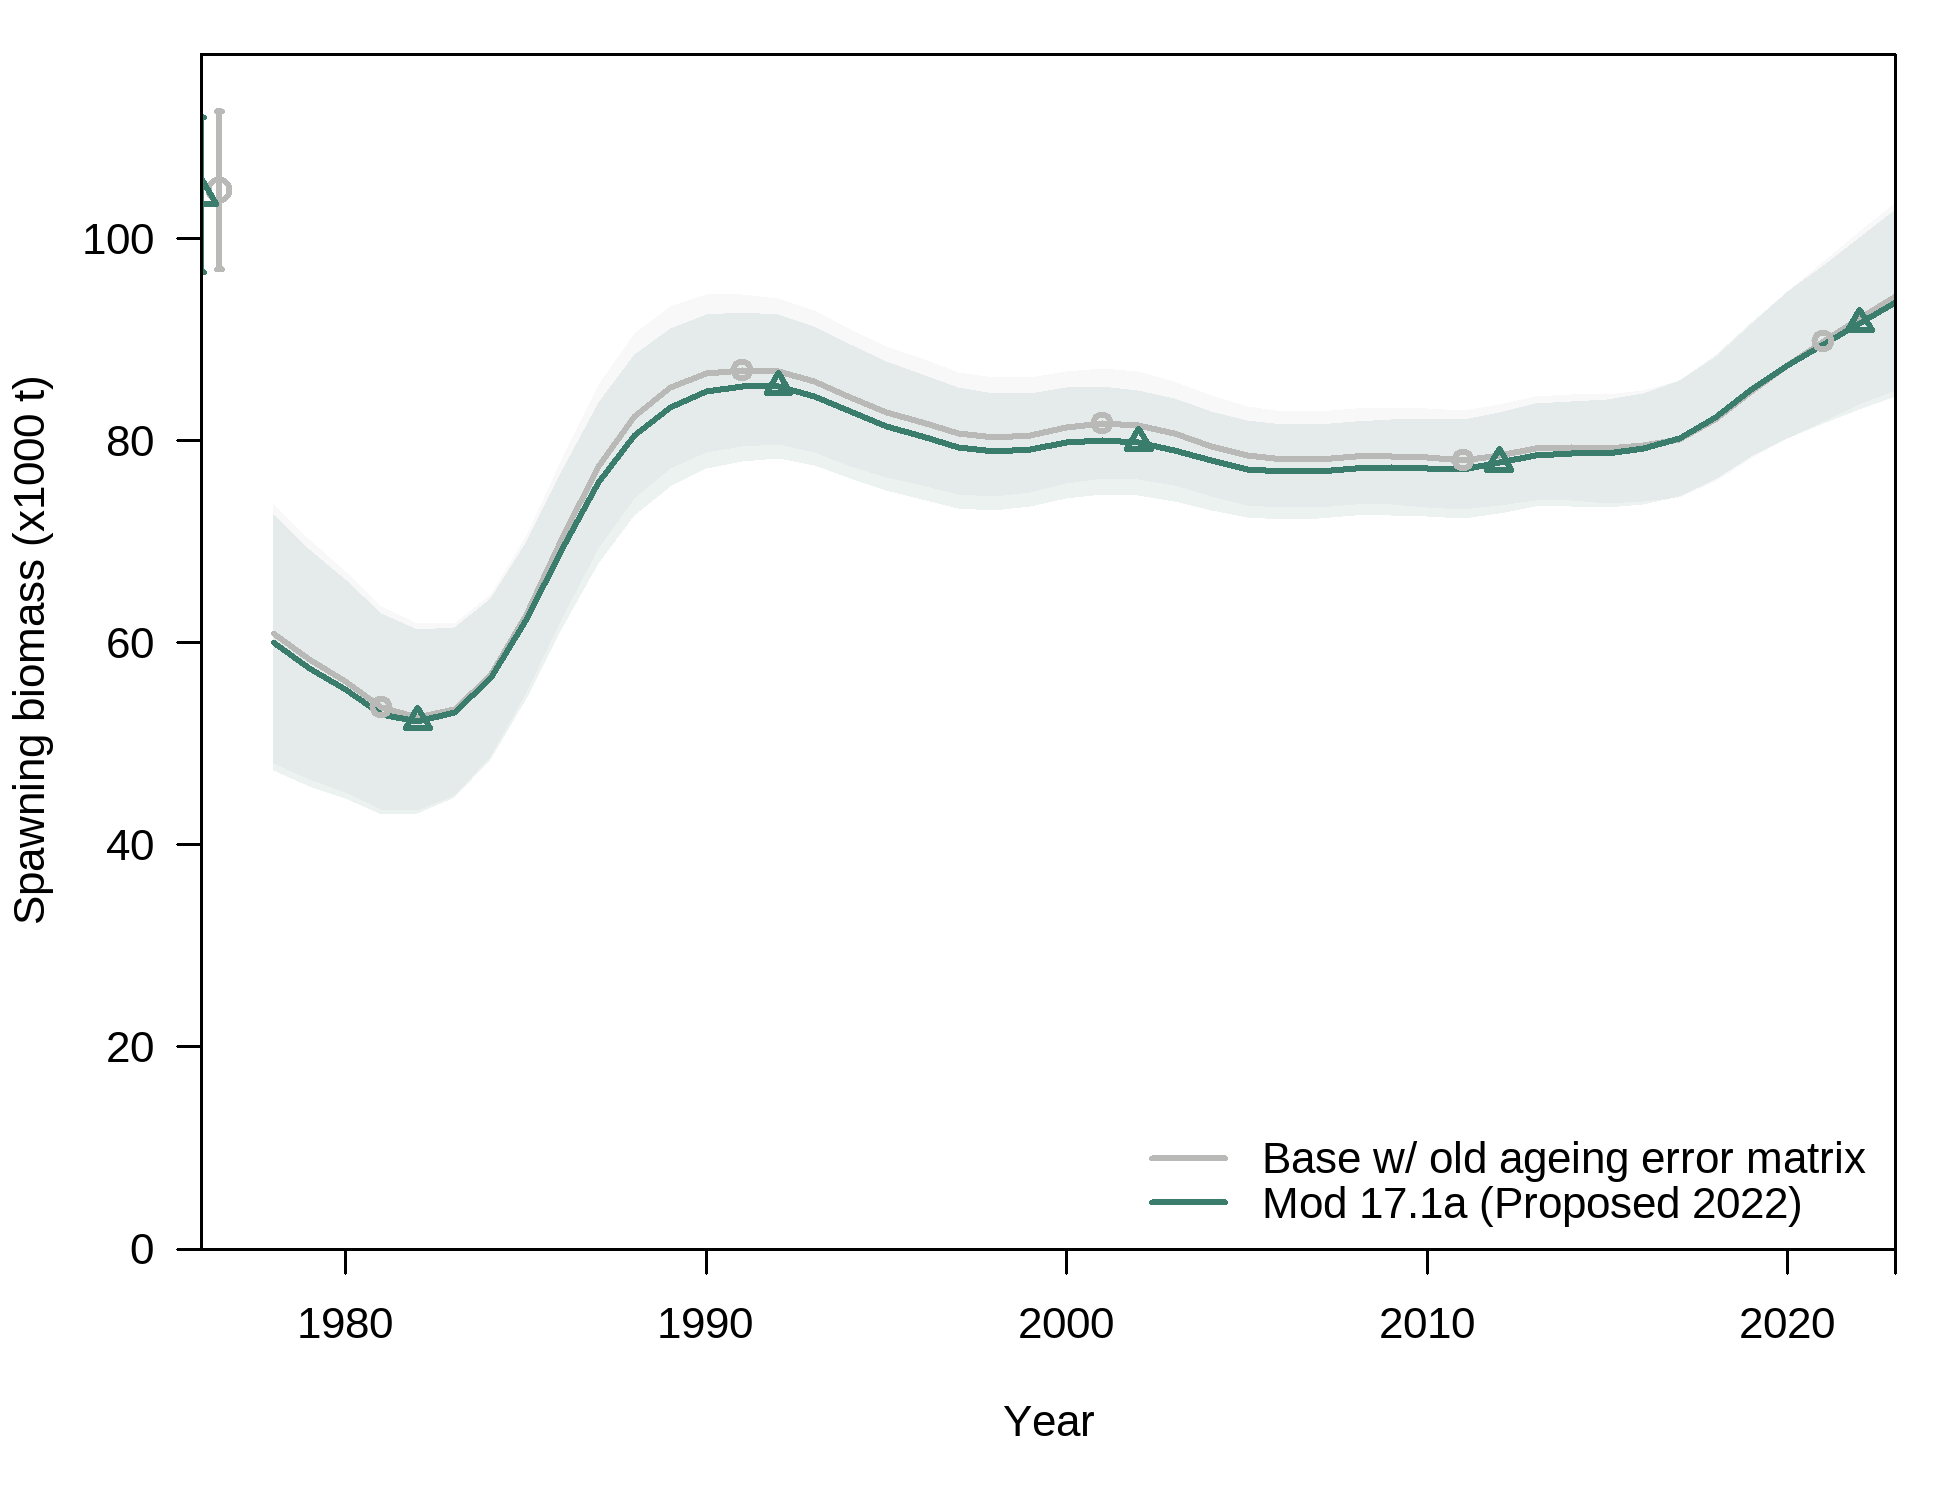 Spawning biomass (x1000 t)
100
80
60
40
20
0
Base w/ old ageing error matrix
Mod 17.1a (Proposed 2022)
1980 1990 2000 2010 2020
Year